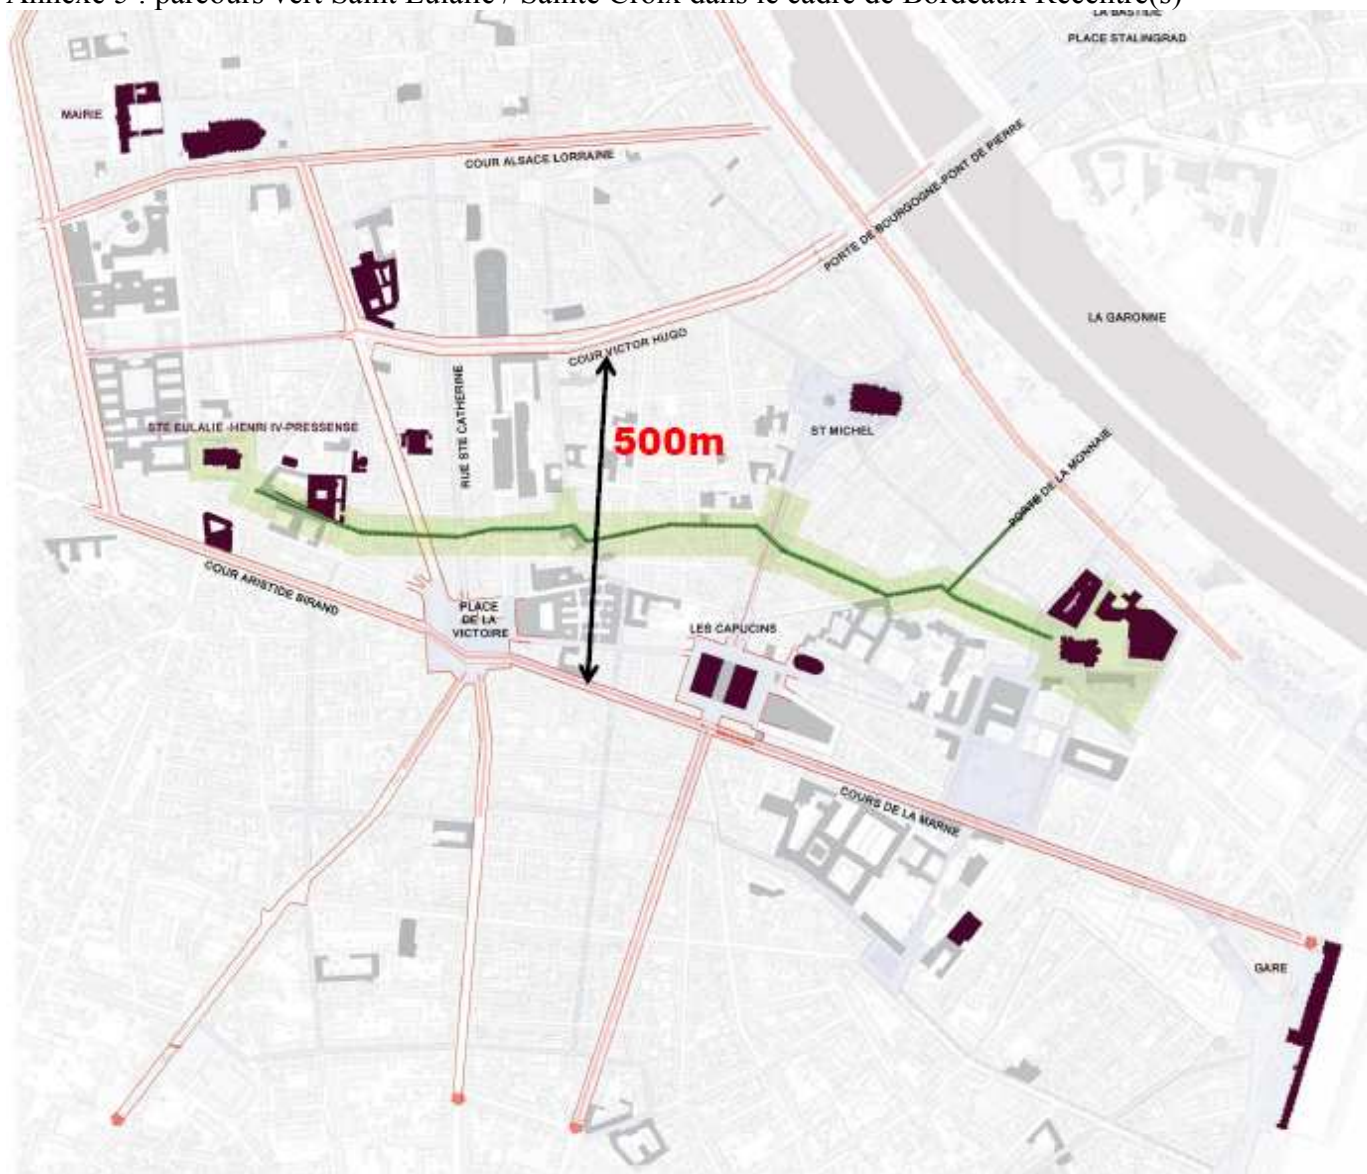 Annexe 5 : parcours vert Saint Eulalie / Sainte Croix dans le cadre de Bordeaux Recentre(s)
LA BASTIDE
PLACE STALINGRAD
MAIRIE
COUR ALSACE LORRAINE
PORTE DE BOURGOGNE-PONT DE PIERRE
LA GARONNE
COUR VICTOR HUGO
RUE STE CATHERINE
STE EULALIE -HENRI IV-PRESSENSE
500m
ST MICHEL
PORTE DE LA MONNAIE
COUR ARISTIDE BIRAND
PLACE
DE LA
VICTOIRE
LES CAPUCINS
COURS DE LA MARNE
GARE